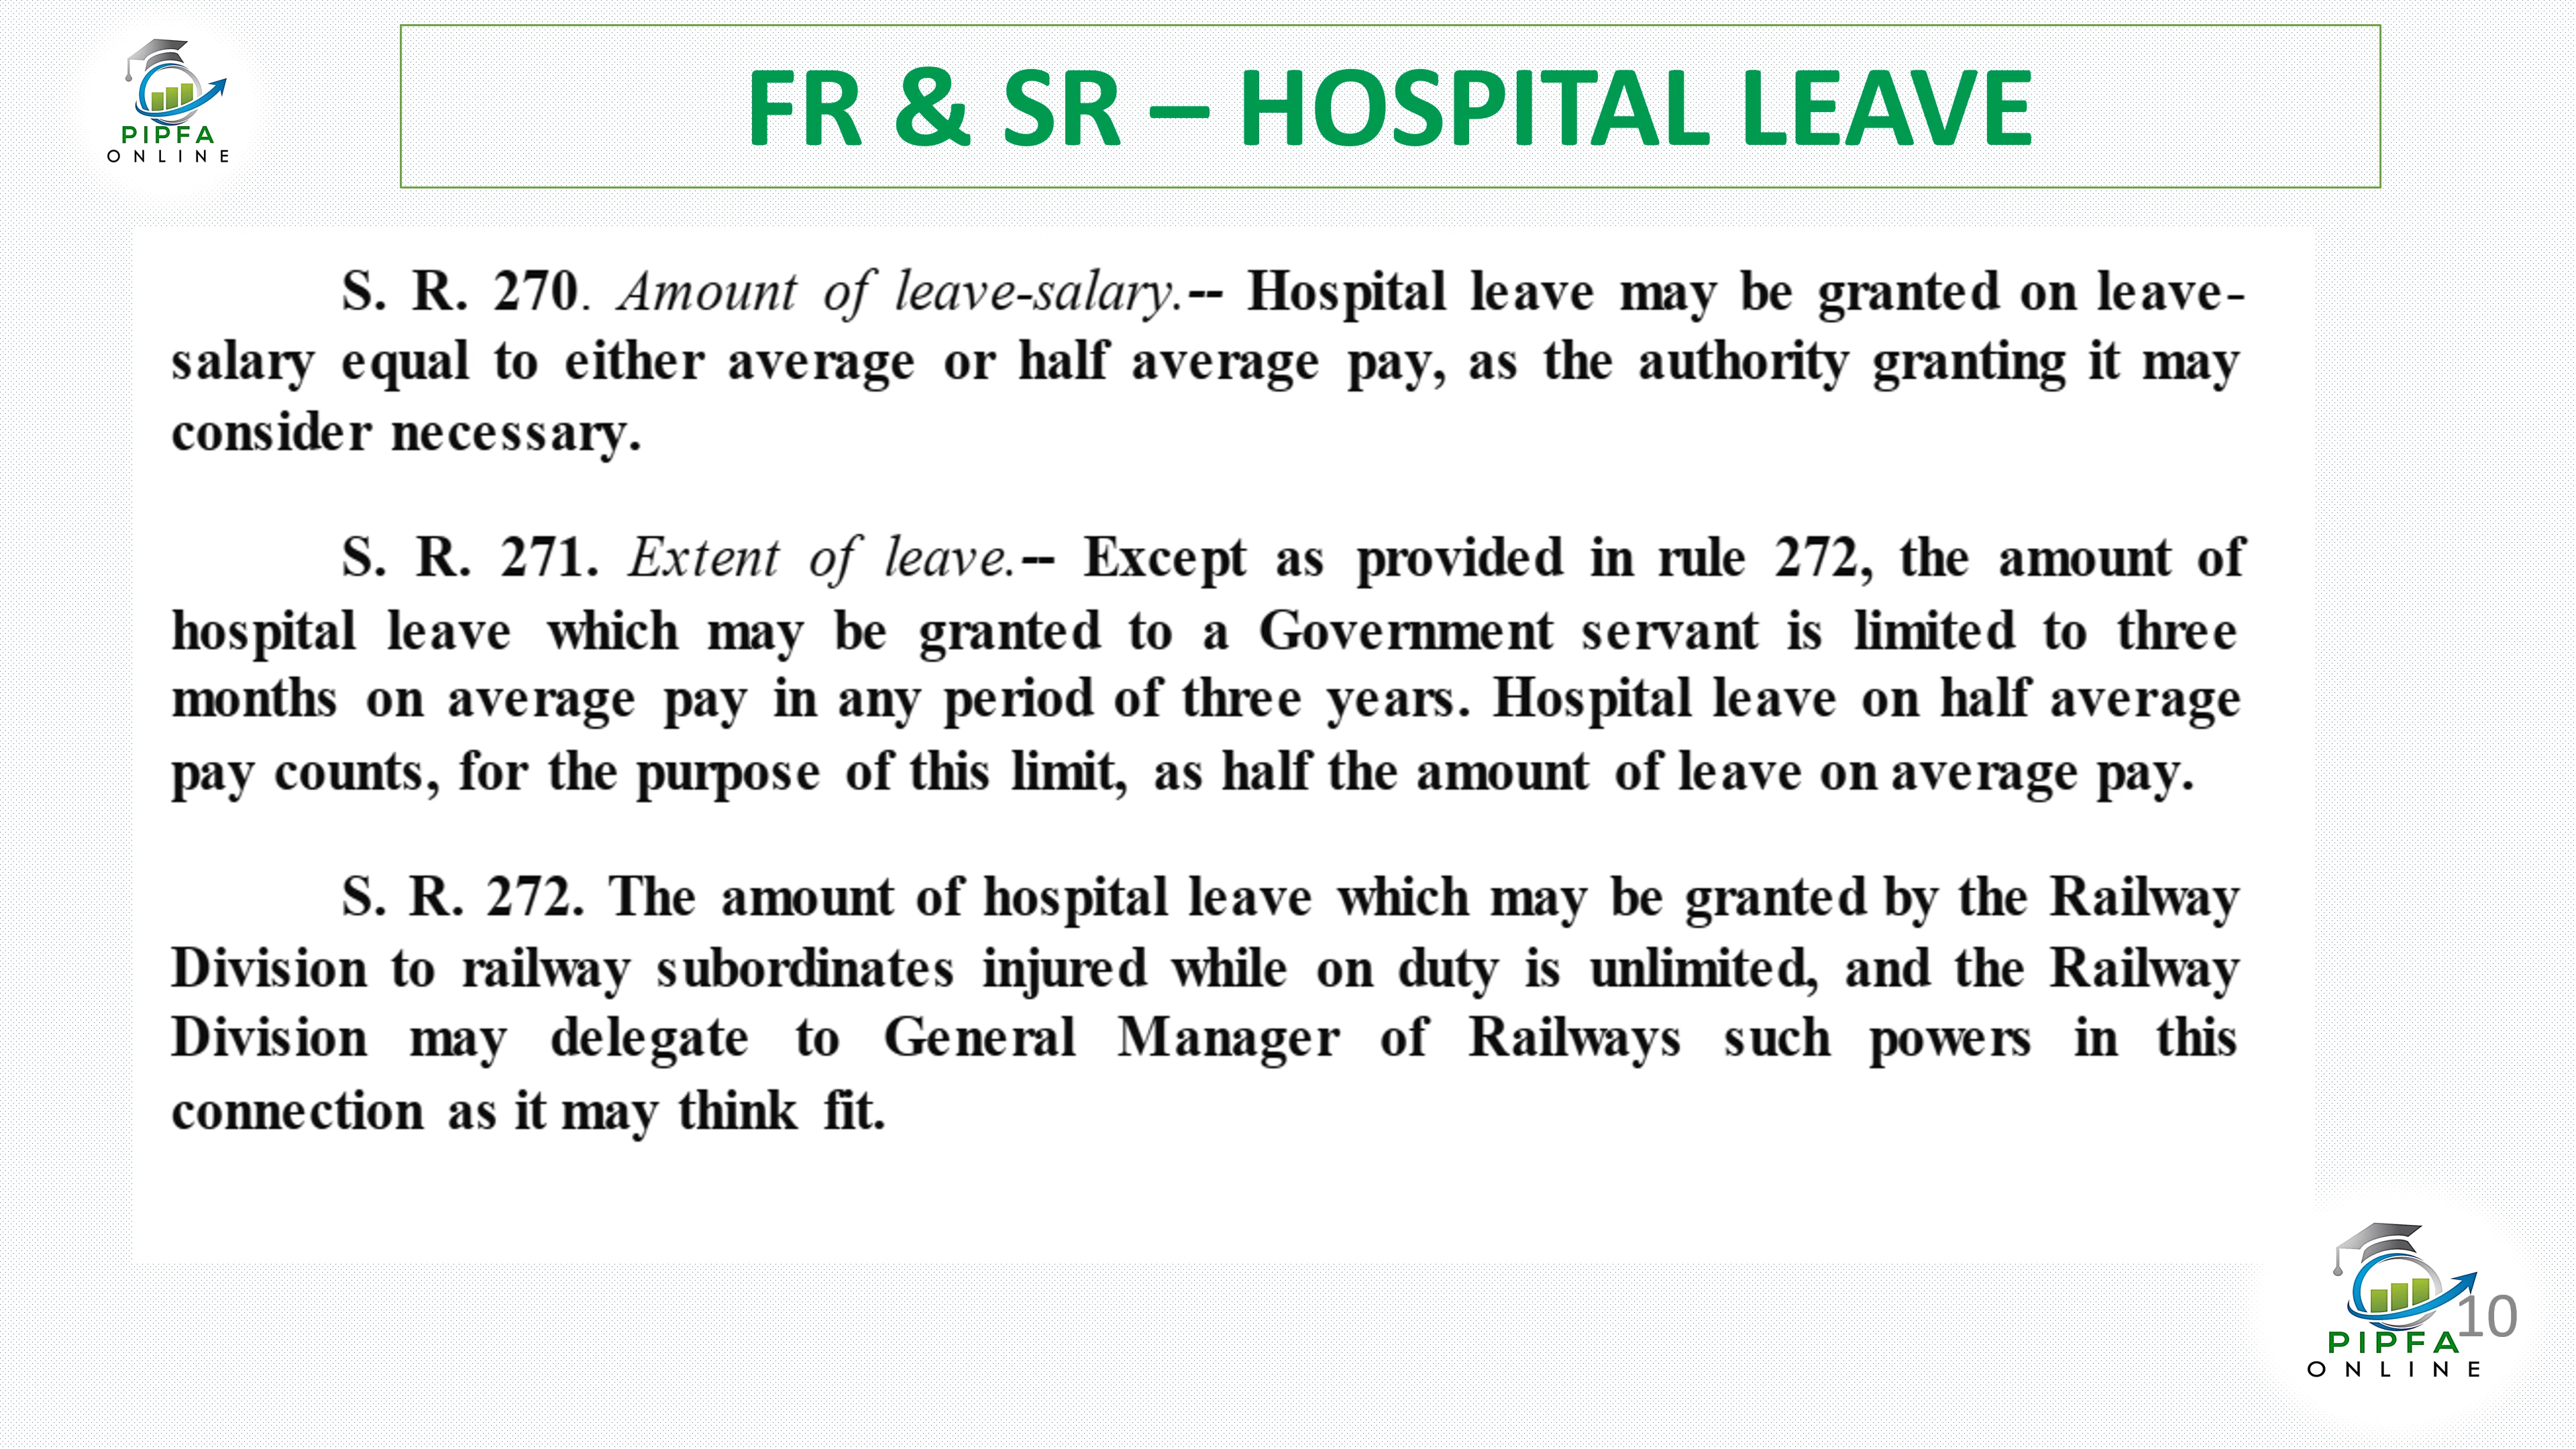 PIPFA
ONLINE
FR & SR – HOSPITAL LEAVE
S. R. 270. Amount of leave-salary.-- Hospital leave may be granted on leave-
salary equal to either average or half average pay, as the authority granting it may
consider necessary.
S. R. 271. Extent of leave.-- Except as provided in rule 272, the amount of
hospital leave which may be granted to a Government servant is limited to three
months on average pay in any period of three years. Hospital leave on half average
pay counts, for the purpose of this limit, as half the amount of leave on average pay.
S. R. 272. The amount of hospital leave which may be granted by the Railway
Division to railway subordinates injured while on duty is unlimited, and the Railway
Division may delegate to General Manager of Railways such powers in this
connection as it may think fit.
10
PIPFA
ONLINE